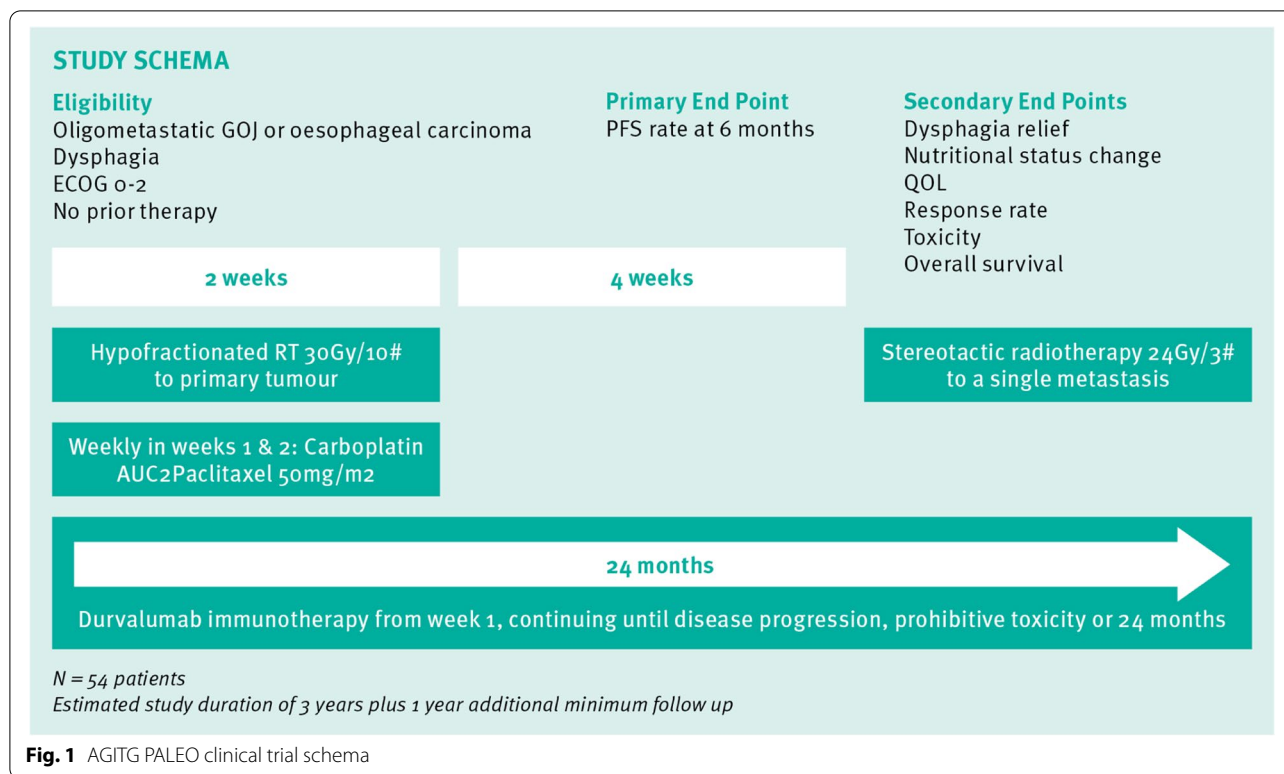 STUDY SCHEMA
Eligibility
Oligometastatic GOJ or oesophageal carcinoma
Dysphagia
ECOG 0-2
No prior therapy
Primary End Point
PFS rate at 6 months
Secondary End Points
Dysphagia relief
Nutritional status change
QOL
Response rate
Toxicity
Overall survival
2 weeks
4 weeks
Hypofractionated RT 30Gy/10#
to primary tumour
Stereotactic radiotherapy 24Gy/3#
to a single metastasis
Weekly in weeks 1 & 2: Carboplatin
AUC2Paclitaxel 50mg/m2
24 months
Durvalumab immunotherapy from week 1, continuing until disease progression, prohibitive toxicity or 24 months
N = 54 patients
Estimated study duration of 3 years plus 1 year additional minimum follow up
Fig. 1 AGITG PALEO clinical trial schema